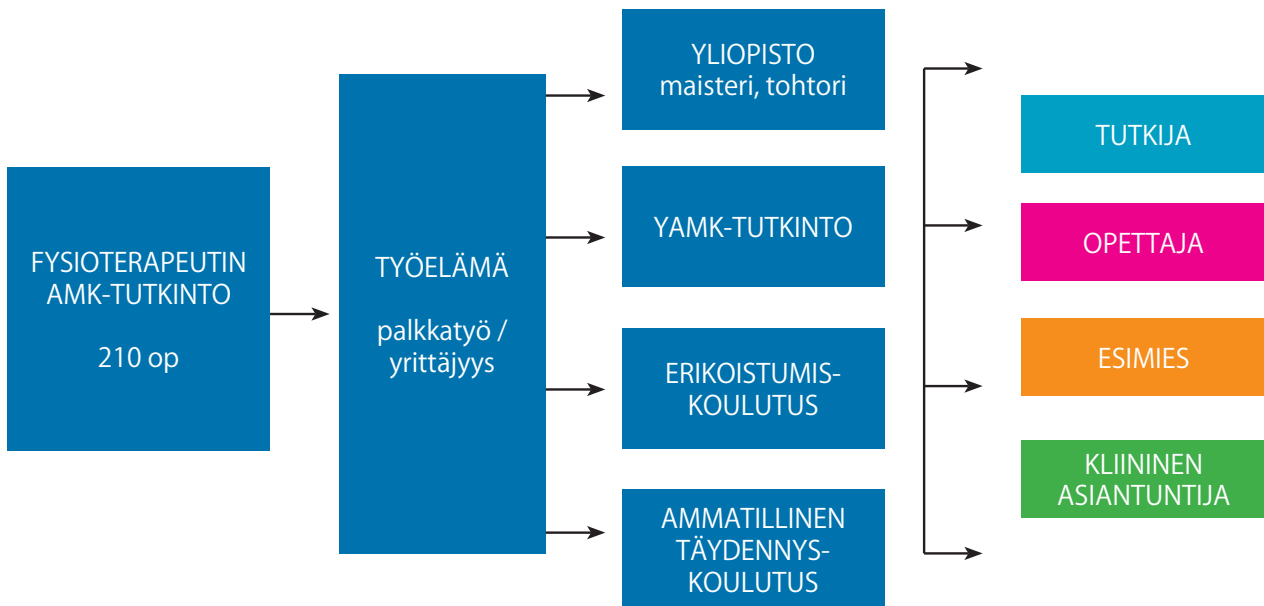 FYSIOTERAPEUTIN
AMK-TUTKINTO
210 op
TYÖELÄMÄ
palkkatyö /
yrittäjyys
YLIOPISTO
maisteri, tohtori
YAMK-TUTKINTO
ERIKOISTUMIS-
KOULUTUS
AMMATILLINEN
TÄYDENNYS-
KOULUTUS
TUTKIJA
OPETTAJA
ESIMIES
KLIININEN
ASIANTUNTIJA